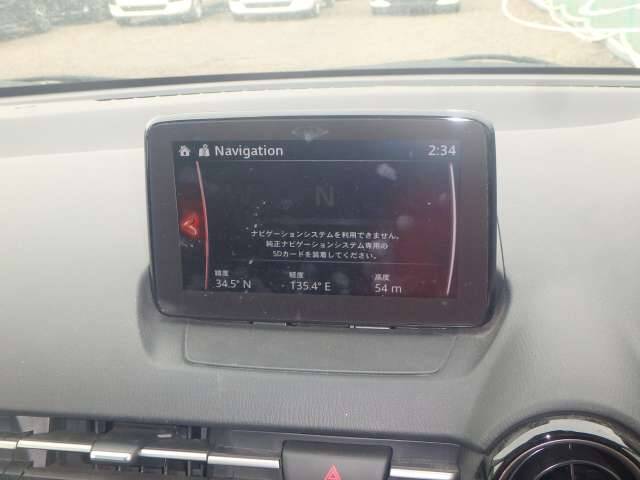 Navigation 2:34
N
ナビゲーションシステムを利用できません。
純正ナビゲーションシステム専用の
SDカードを装着してください。
緯度 経度 高度
34.5° N 135.4° E 54 m